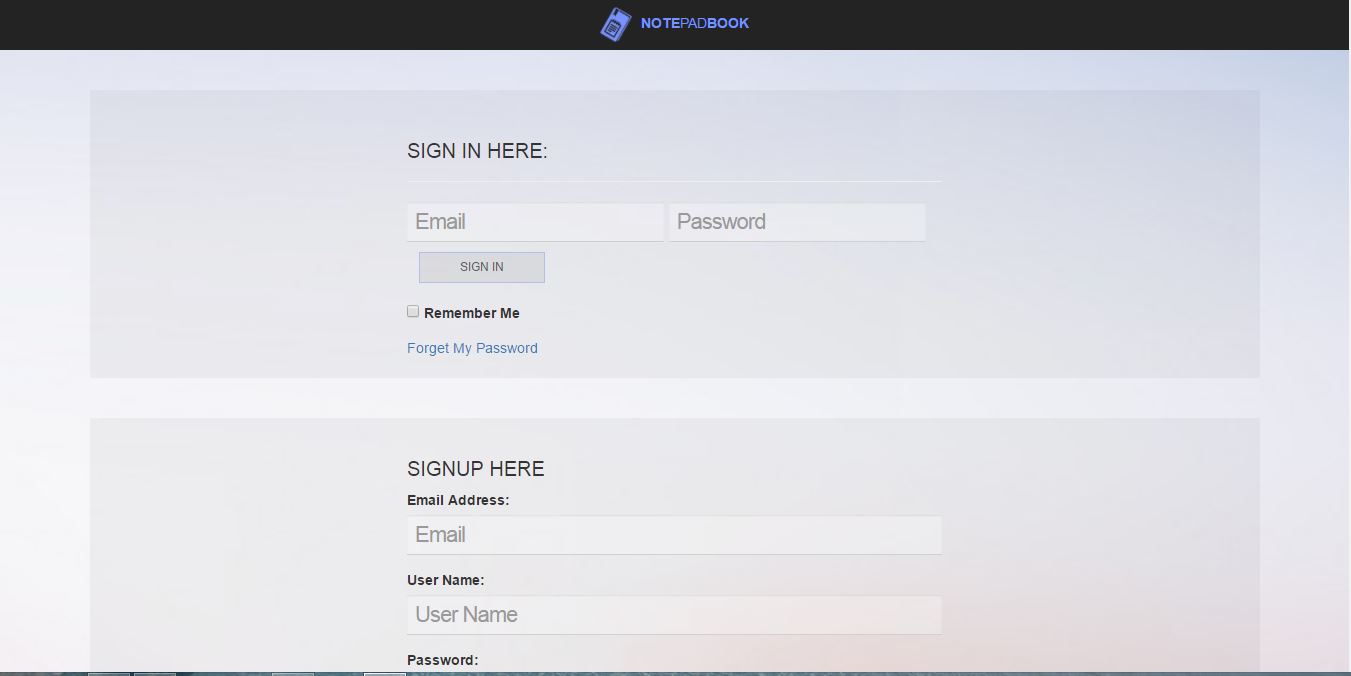 NOTEPADBOOK
SIGN IN HERE:
Email Password
SIGN IN
Remember Me
Forget My Password
SIGNUP HERE
Email Address:
Email
User Name:
User Name
Password: